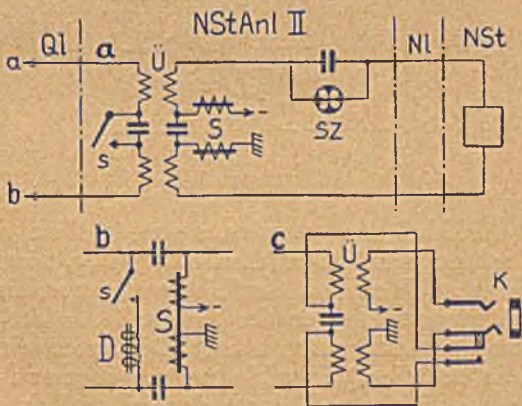 NStAnl II
Ql a Ü Nl NSt
a
S SZ
s
b
b c Ü
s K
S
D